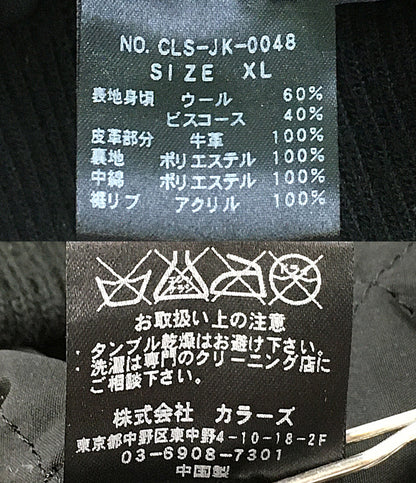 NO. CLS-JK-0048
SIZE XL
表地身頃 ウール 60%
ビスコース 40%
皮革部分 牛革 100%
裏地 ポリエステル 100%
中綿 ポリエステル 100%
裾リブ アクリル 100%
エンソ
サラシ
お取扱い上の注意
・タンブル乾燥はお避け下さい。
・洗濯は専門のクリーニング店に
ご相談下さい。
株式会社 カラーズ
東京都中野区東中野4-10-18-2F
03-6908-7301
中国製